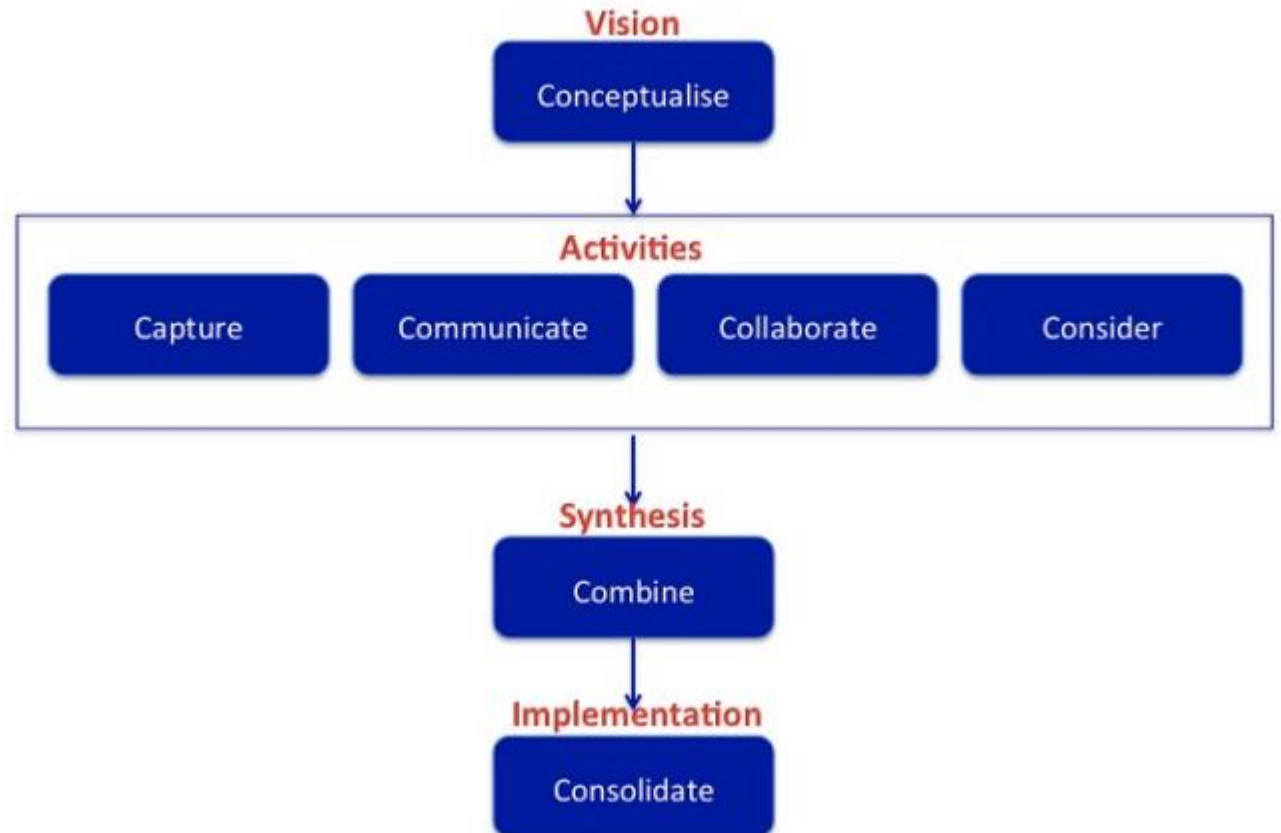 Vision
Conceptualise
Activities
Capture
Communicate
Collaborate
Consider
Synthesis
Combine
Implementation
Consolidate